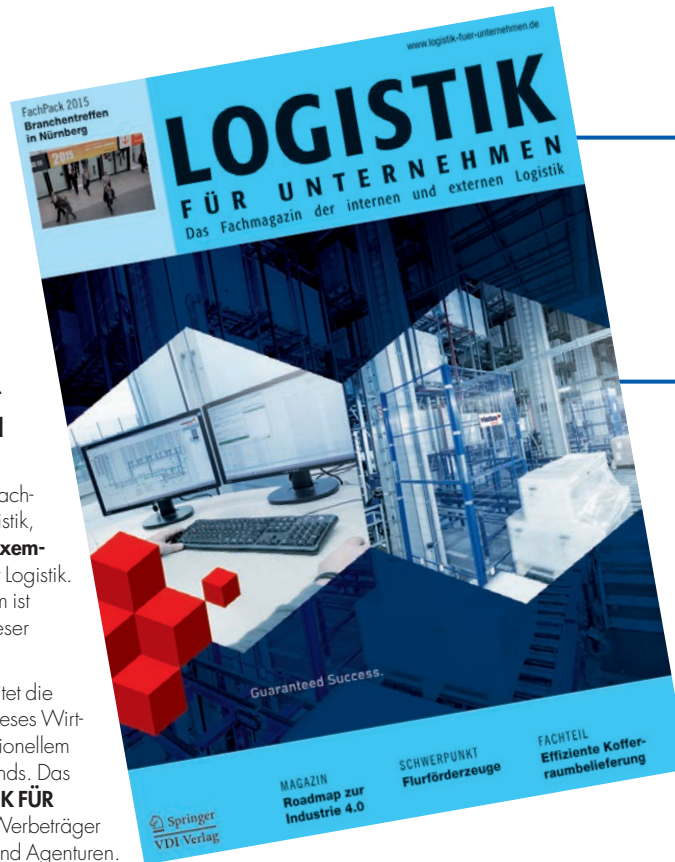 www.logistik-fuer-unternehmen.de
FachPack 2015
Branchentreffen
in Nürnberg
2015
LOGISTIK
FÜR UNTERNEHMEN
Das Fachmagazin der internen und externen Logistik
Guaranteed Success.
MAGAZIN
Roadmap zur
Industrie 4.0
SCHWERPUNKT
Flurförderzeuge
FACHTEIL
Effiziente Koffer-
raumbelieferung
Springer
VDI Verlag
ach-
istik,
xem-
Logistik.
m ist
eser
tet die
eses Wirt-
ionellem
nds. Das
K FÜR
Werbeträger
nd Agenturen.